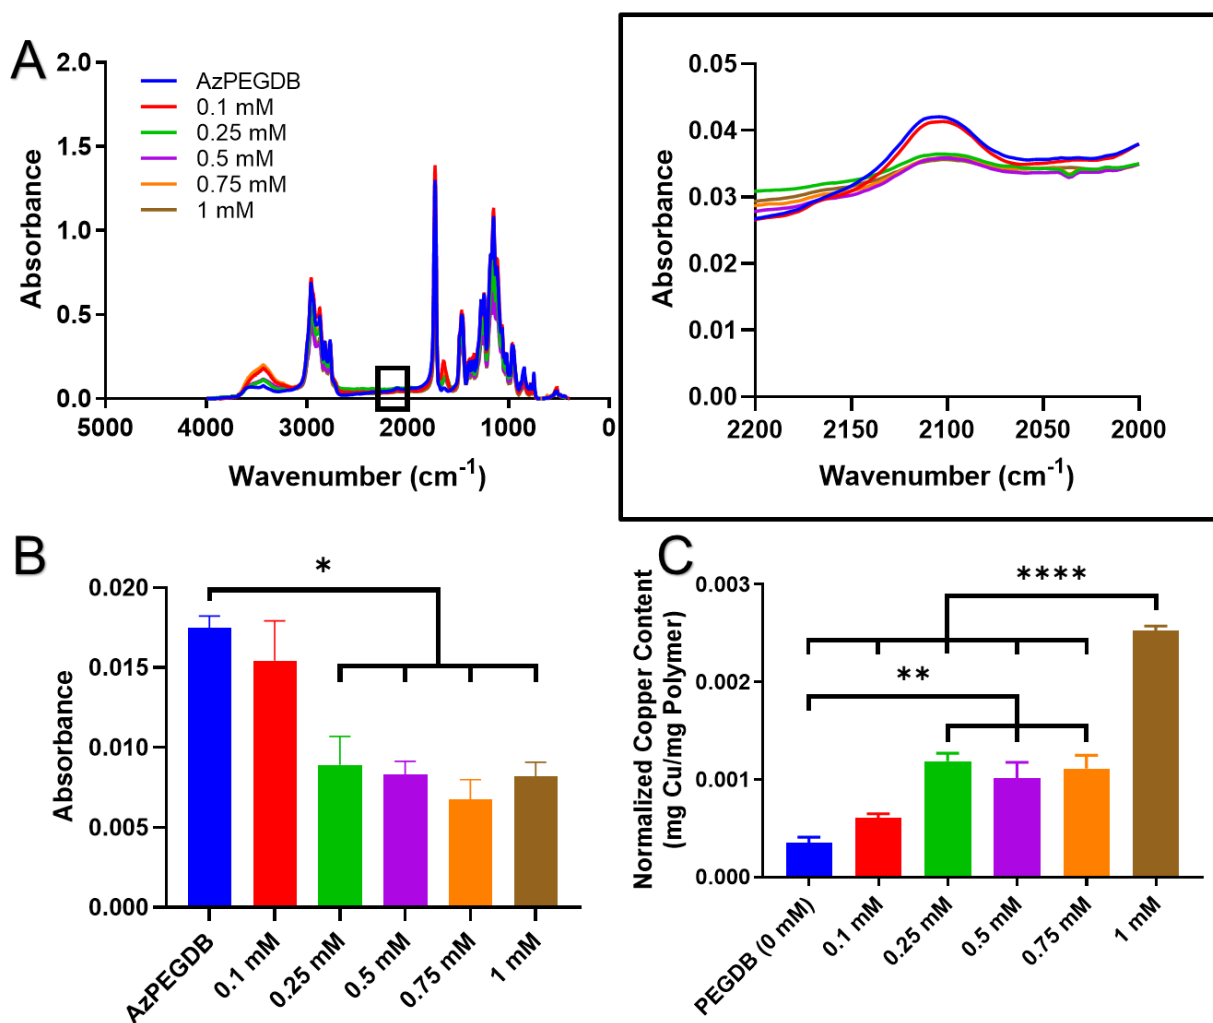 A
2.0
1.5
1.0
0.5
0.0
Absorbance
AzPEGDB
0.1 mM
0.25 mM
0.5 mM
0.75 mM
1 mM
5000 4000 3000 2000 1000 0
Wavenumber (cm-1)
0.05
0.04
0.03
0.02
0.01
0.00
Absorbance
2200 2150 2100 2050 2000
Wavenumber (cm-1)
B
0.020
0.015
0.010
0.005
0.000
Absorbance
*
AzPEGDB
0.1 mM
0.25 mM
0.5 mM
0.75 mM
1 mM
C
0.003
0.002
0.001
0.000
Normalized Copper Content
(mg Cu/mg Polymer)
****
**
PEGDB (0 mM)
0.1 mM
0.25 mM
0.5 mM
0.75 mM
1 mM